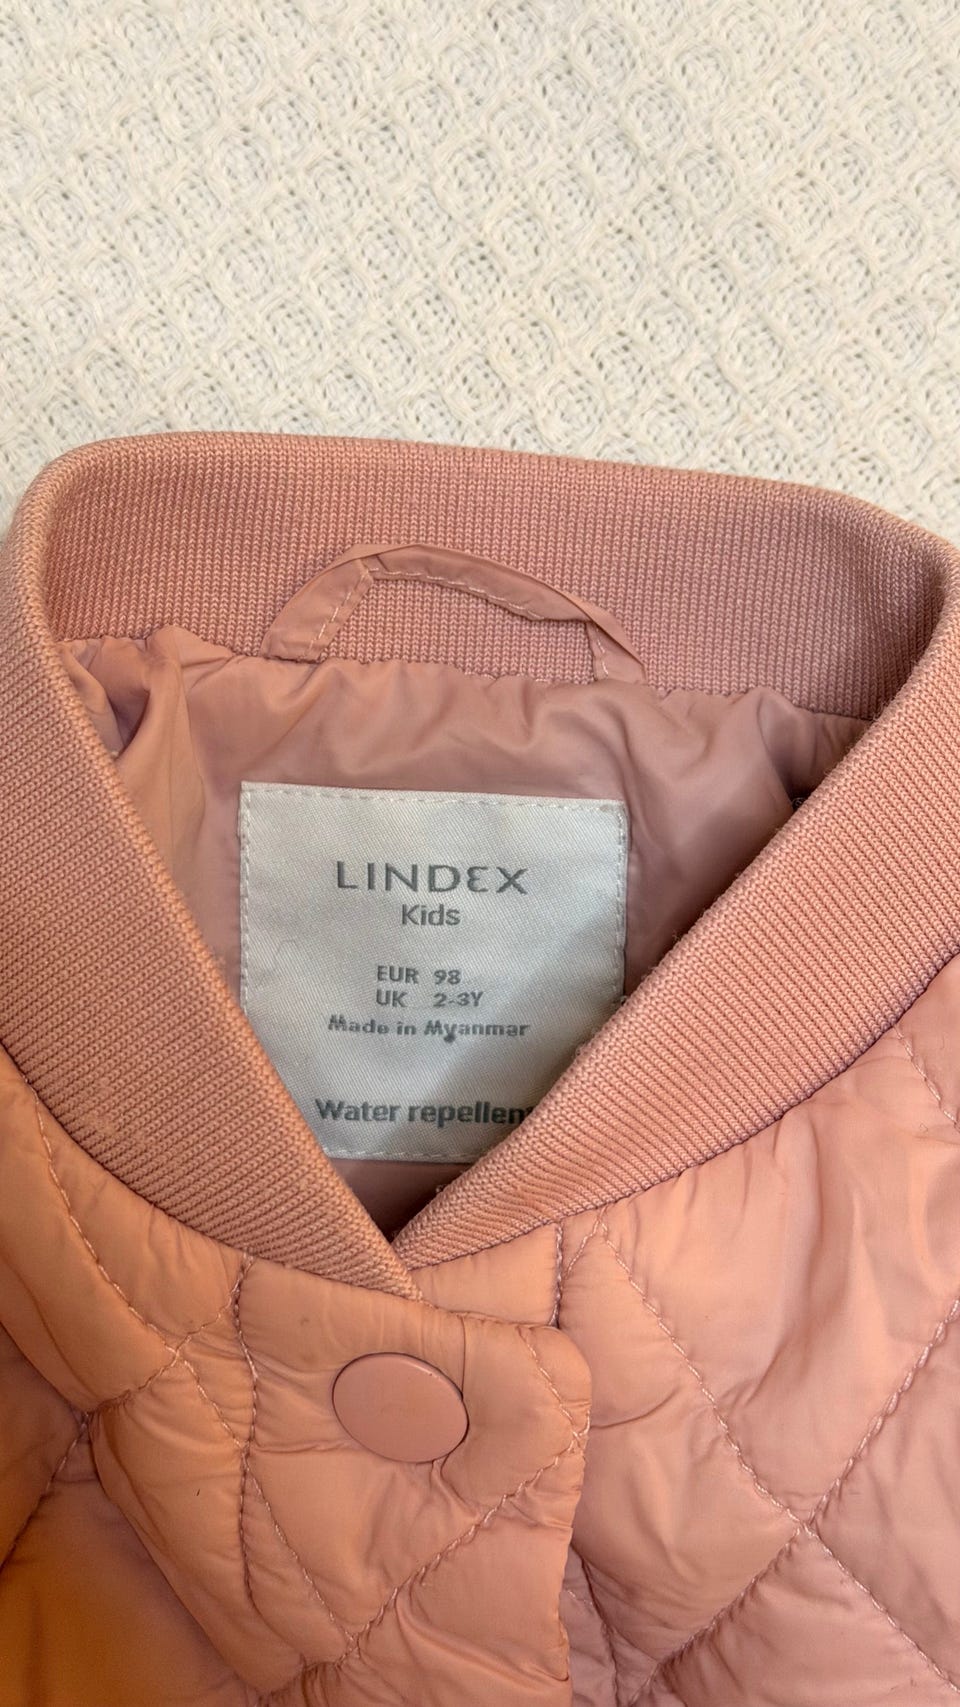 LINDEX
Kids
EUR 98
UK 2-3Y
Made in Myanmar
Water repellent